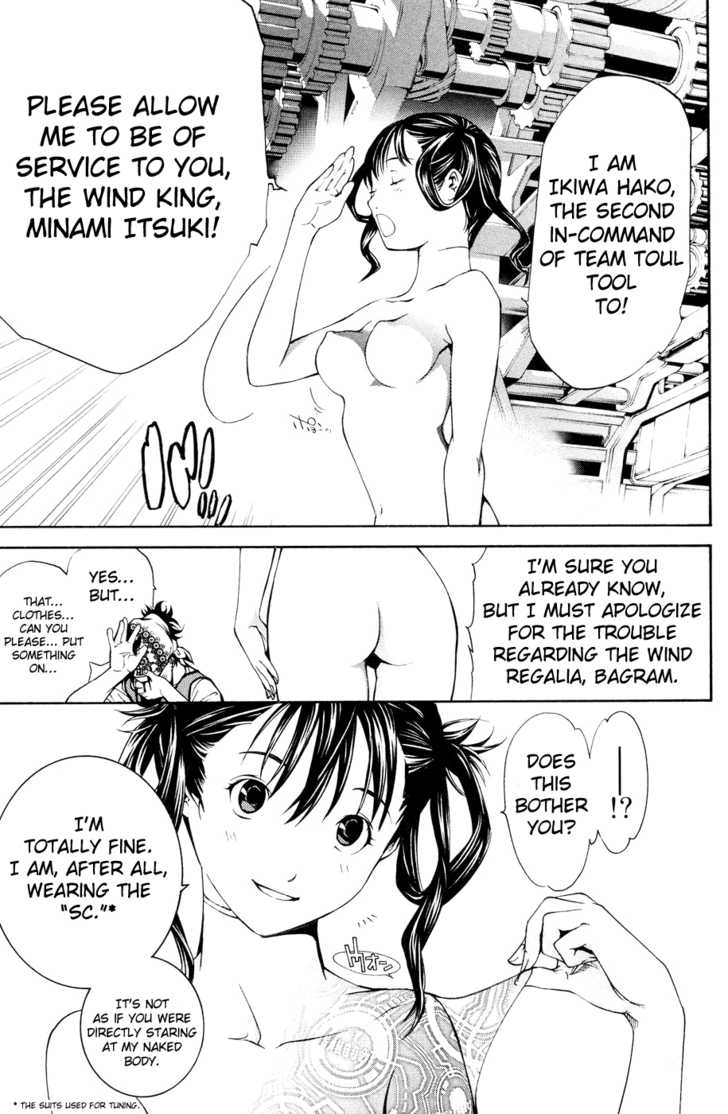 I AM
IKIWA HAKO,
THE SECOND
IN-COMMAND
OF TEAM TOUL
TOOL
TO!
PLEASE ALLOW
ME TO BE OF
SERVICE TO YOU,
THE WIND KING,
MINAMI ITSUKI!
I'M SURE YOU
ALREADY KNOW,
BUT I MUST APOLOGIZE
FOR THE TROUBLE
REGARDING THE WIND
REGALIA, BAGRAM.
YES...
BUT...
THAT...
CLOTHES...
CAN YOU
PLEASE... PUT
SOMETHING
ON...
—!?
DOES
THIS
BOTHER
YOU?
I'M
TOTALLY FINE.
I AM, AFTER ALL,
WEARING THE
"SC."*
IT'S NOT
AS IF YOU WERE
DIRECTLY STARING
AT MY NAKED
BODY.
* THE SUITS USED FOR TUNING.